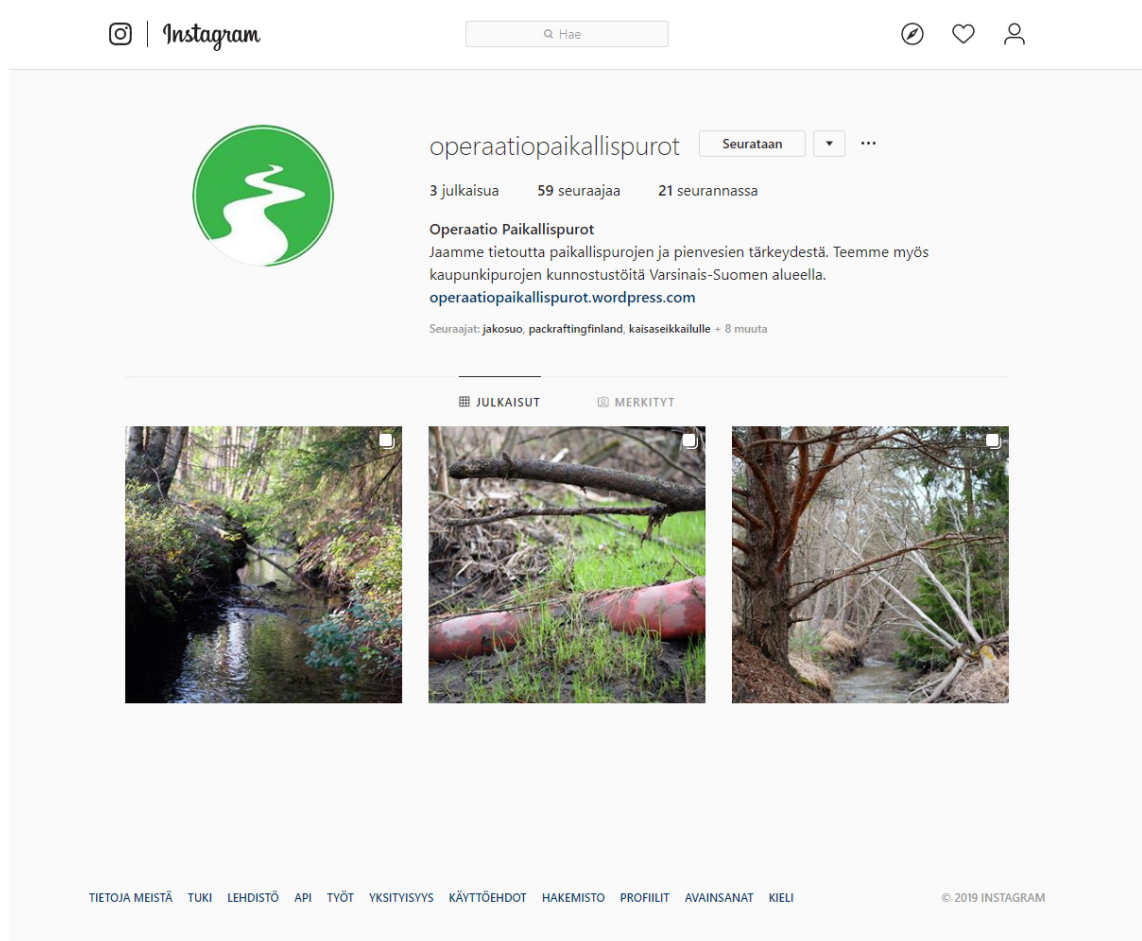 Instagram
Hae
operaatiopaikallispurot Seurataan
3 julkaisua 59 seuraajaa 21 seurannassa
Operaatio Paikallispurot
Jaamme tietoutta paikallispurojen ja pienvesien tärkeydestä. Teemme myös
kaupunkipurojen kunnostustöitä Varsinais-Suomen alueella.
operaatiopaikallispurot.wordpress.com
Seuraajat: jakosuo, packraftingfinland, kaisaseikkailulle + 8 muuta
JULKAISUT MERKITYT
TIETOJA MEISTÄ TUKI LEHDISTÖ API TYÖT YKSITYISYYS KÄYTTÖEHDOT HAKEMISTO PROFIILIT AVAINSANAT KIELI © 2019 INSTAGRAM